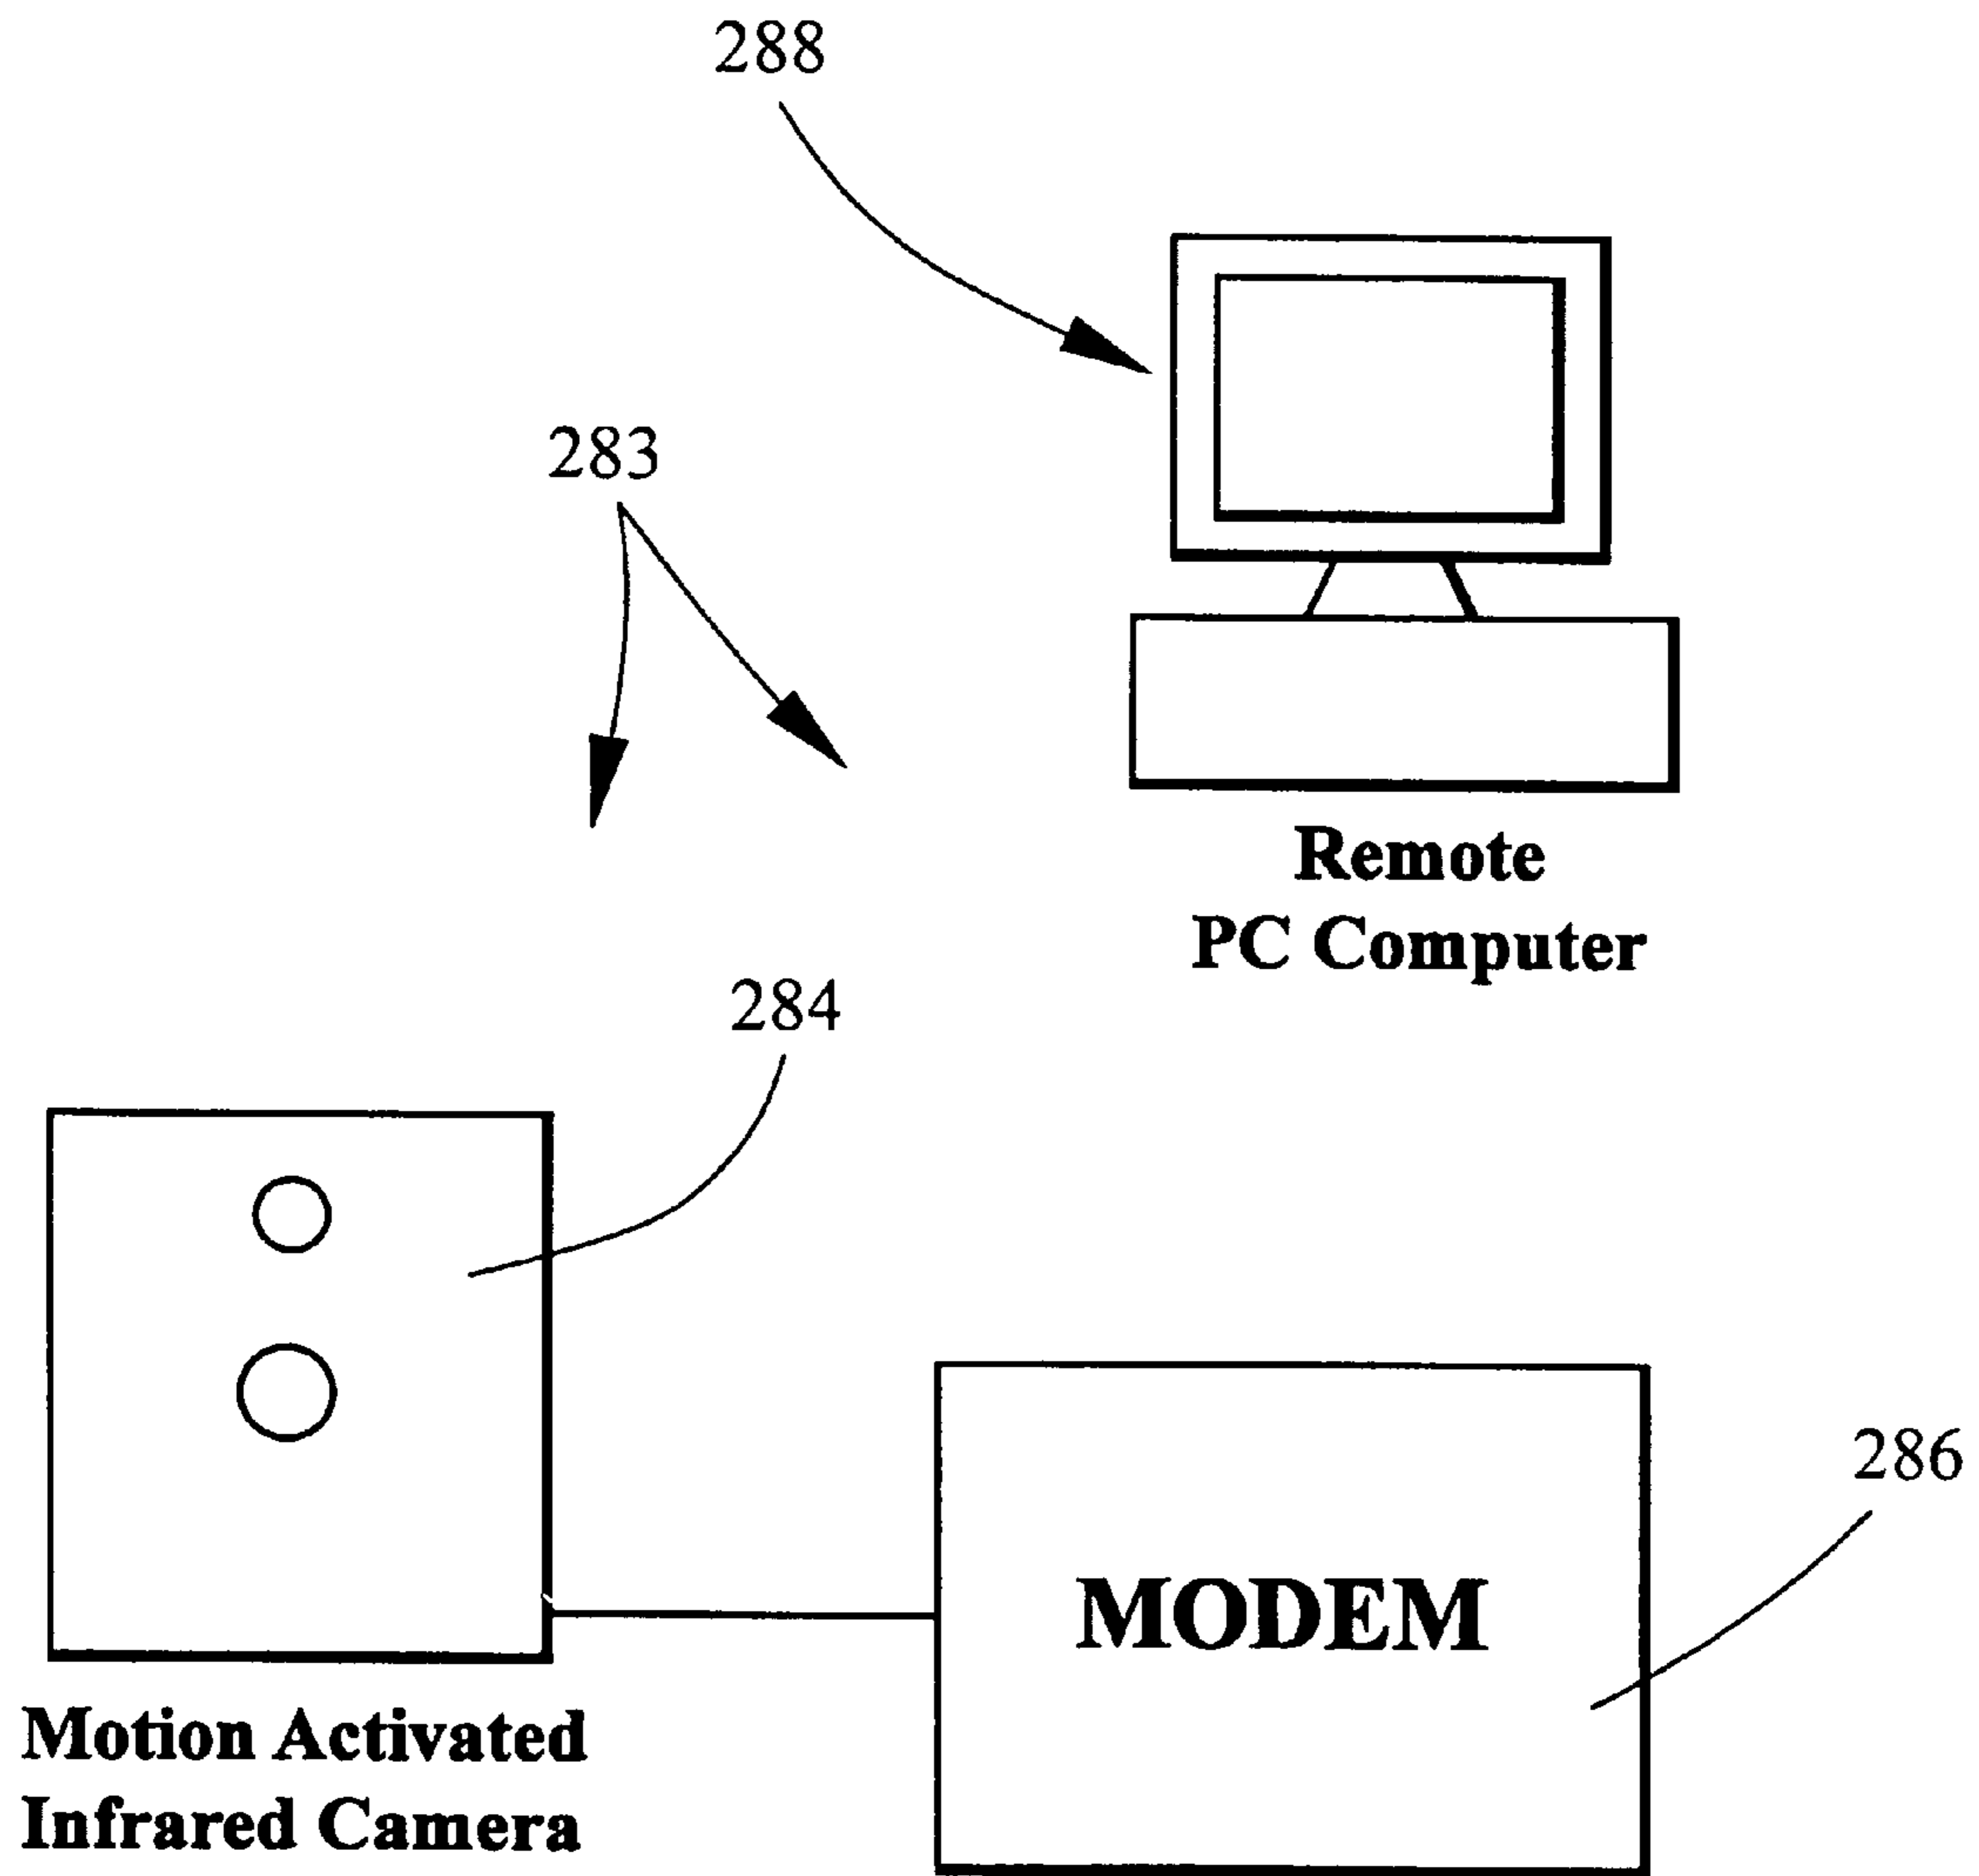 288
283
Remote
PC Computer
284
286
MODEM
Motion Activated
Infrared Camera